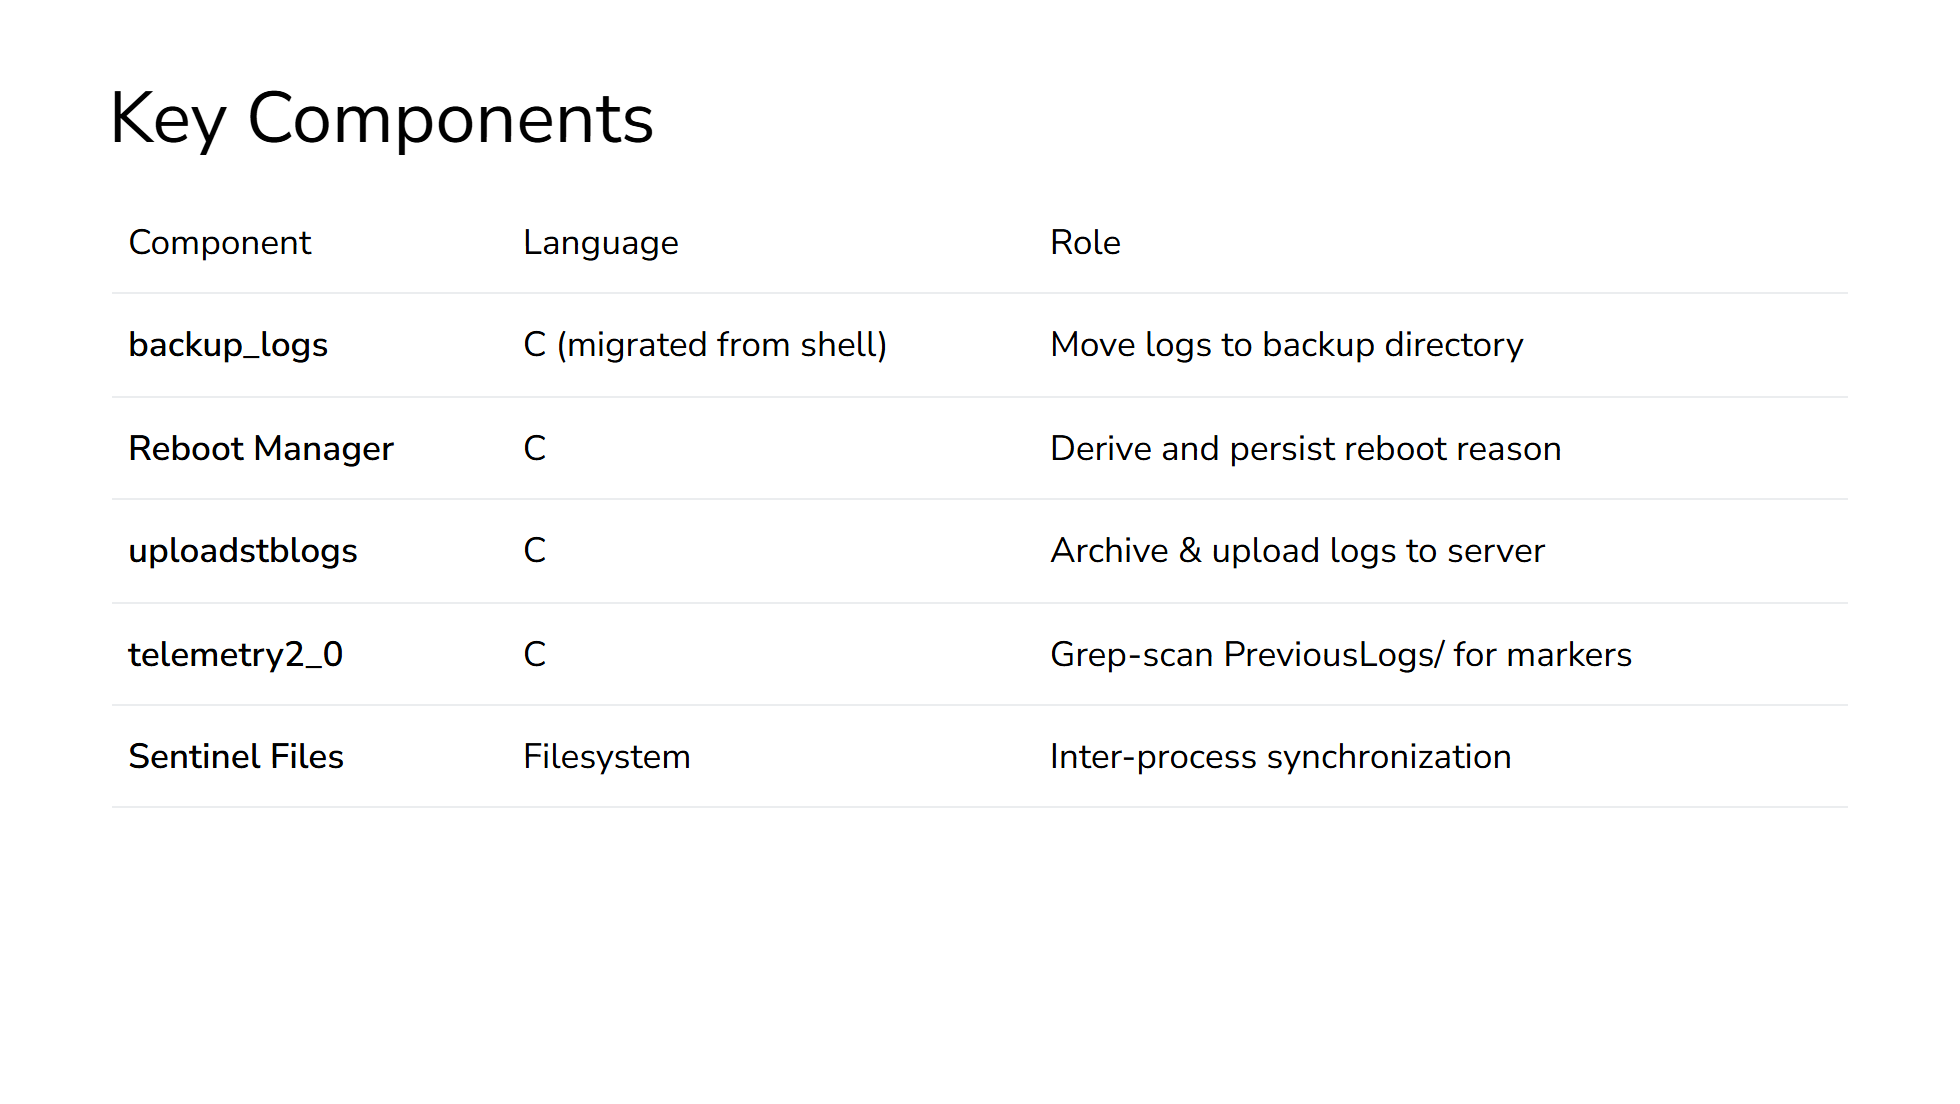 Key Components
Component Language Role
backup_logs C (migrated from shell) Move logs to backup directory
Reboot Manager C Derive and persist reboot reason
uploadstblogs C Archive & upload logs to server
telemetry2_0 C Grep-scan PreviousLogs/ for markers
Sentinel Files Filesystem Inter-process synchronization